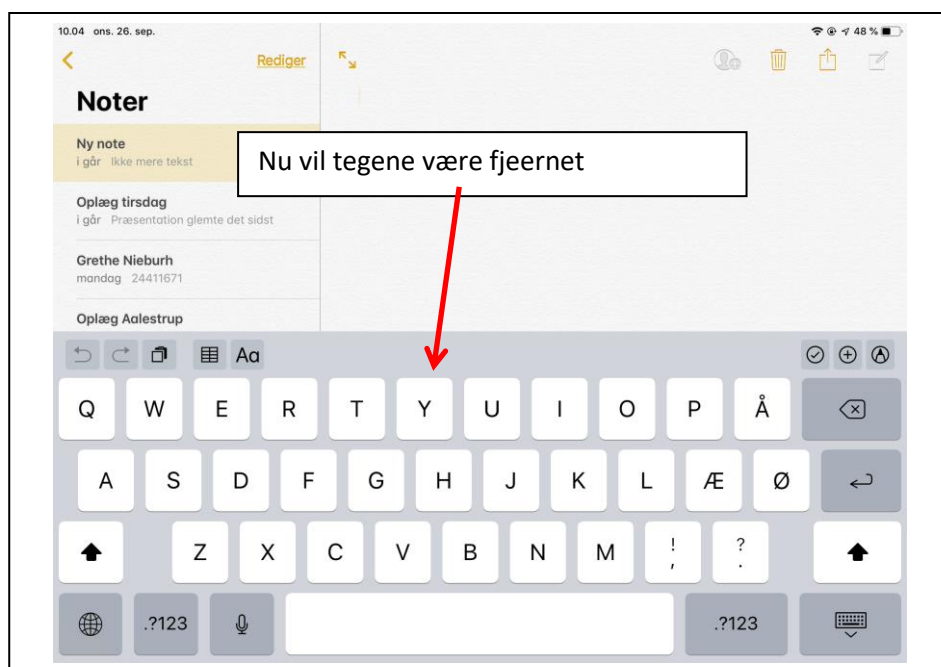 10.04 ons. 26. sep.
48 %
Rediger
Noter
Ny note
i går Ikke mere tekst
Nu vil tegene være fjeernet
Oplæg tirsdag
i går Præsentation glemte det sidst
Grethe Nieburh
mandag 24411671
Oplæg Aalestrup
Aa
Q W E R T Y U I O P Å
A S D F G H J K L Æ Ø
Z X C V B N M ! , ? .
.?123 .?123